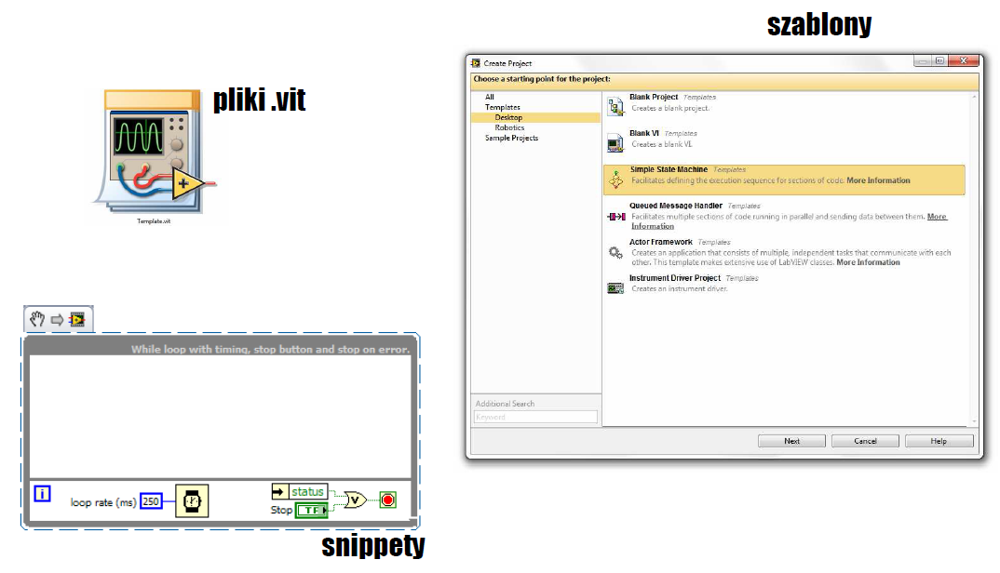 szablony
pliki .vit
Template.vit
Create Project
Choose a starting point for the project:
All
Templates
Desktop
Robotics
Sample Projects
Additional Search
Keyword
Blank Project Templates
Creates a blank project.
Blank VI Templates
Creates a blank VI.
Simple State Machine Templates
Facilitates defining the execution sequence for sections of code. More Information
Queued Message Handler Templates
Facilitates multiple sections of code running in parallel and sending data between them. More
Information
Actor Framework Templates
Creates an application that consists of multiple, independent tasks that communicate with each
other. This template makes extensive use of LabVIEW classes. More Information
Instrument Driver Project Templates
Creates an instrument driver.
Next Cancel Help
While loop with timing, stop button and stop on error.
i
loop rate (ms) 250
status
Stop TF
V
snippety